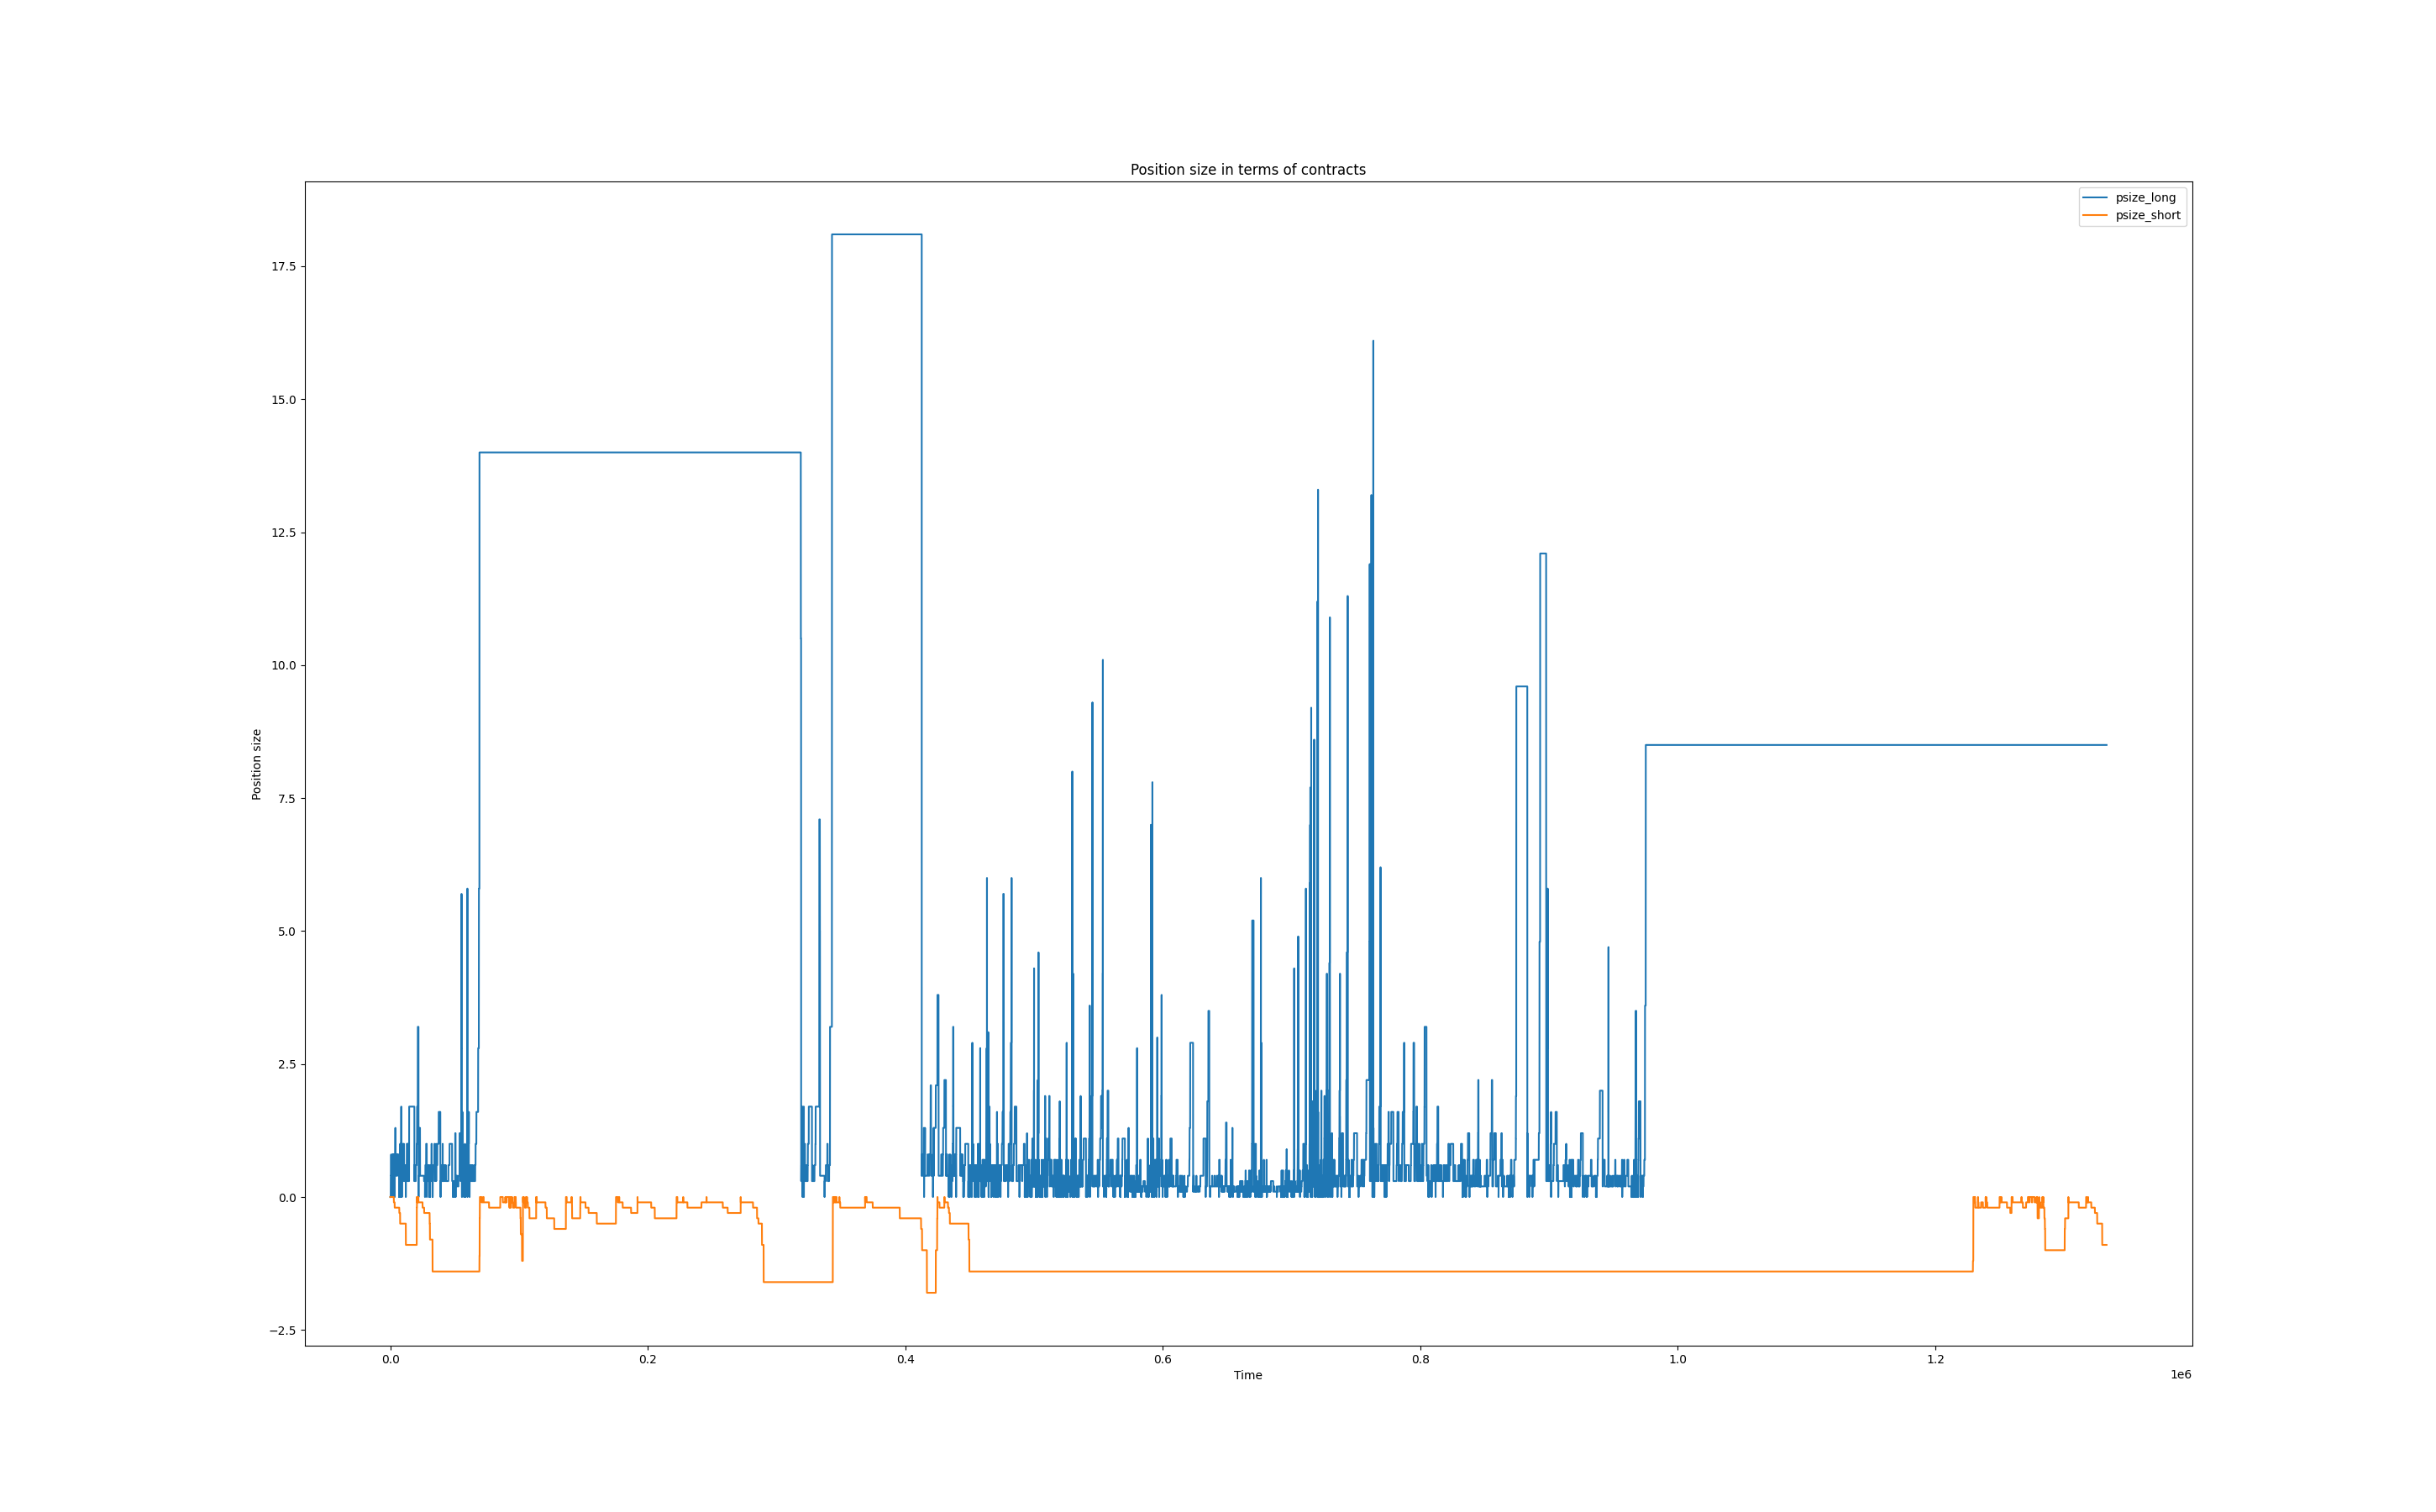 Position size in terms of contracts
psize_long
psize_short
17.5
15.0
12.5
10.0
7.5
5.0
2.5
0.0
−2.5
Position size
0.0
0.2
0.4
0.6
0.8
1.0
1.2
Time
1e6